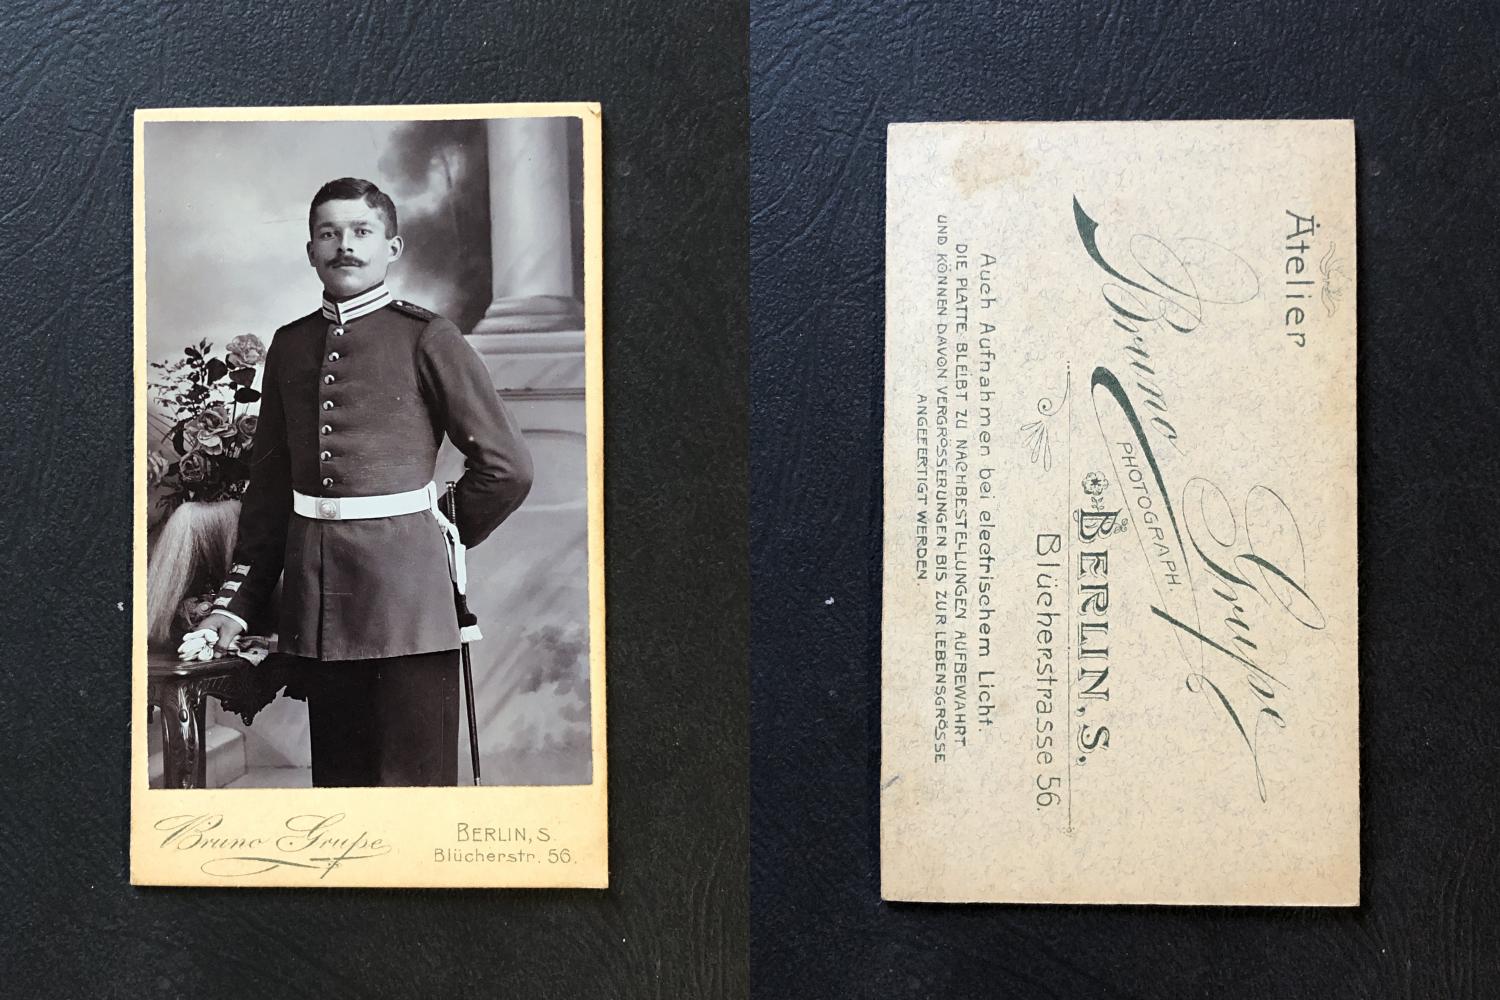 Bruno Grupe
BERLIN, S.
Blücherstr. 56.
Atelier
Bruno Grupe
PHOTOGRAPH.
BERLIN, S.
Blücherstrasse 56.
Auch Aufnahmen bei electrischem Licht.
DIE PLATTE BLEIBT ZU NACHBESTELLUNGEN AUFBEWAHRT
UND KÖNNEN DAVON VERGRÖSSERUNGEN BIS ZUR LEBENSGRÖSSE
ANGEFERTIGT WERDEN.